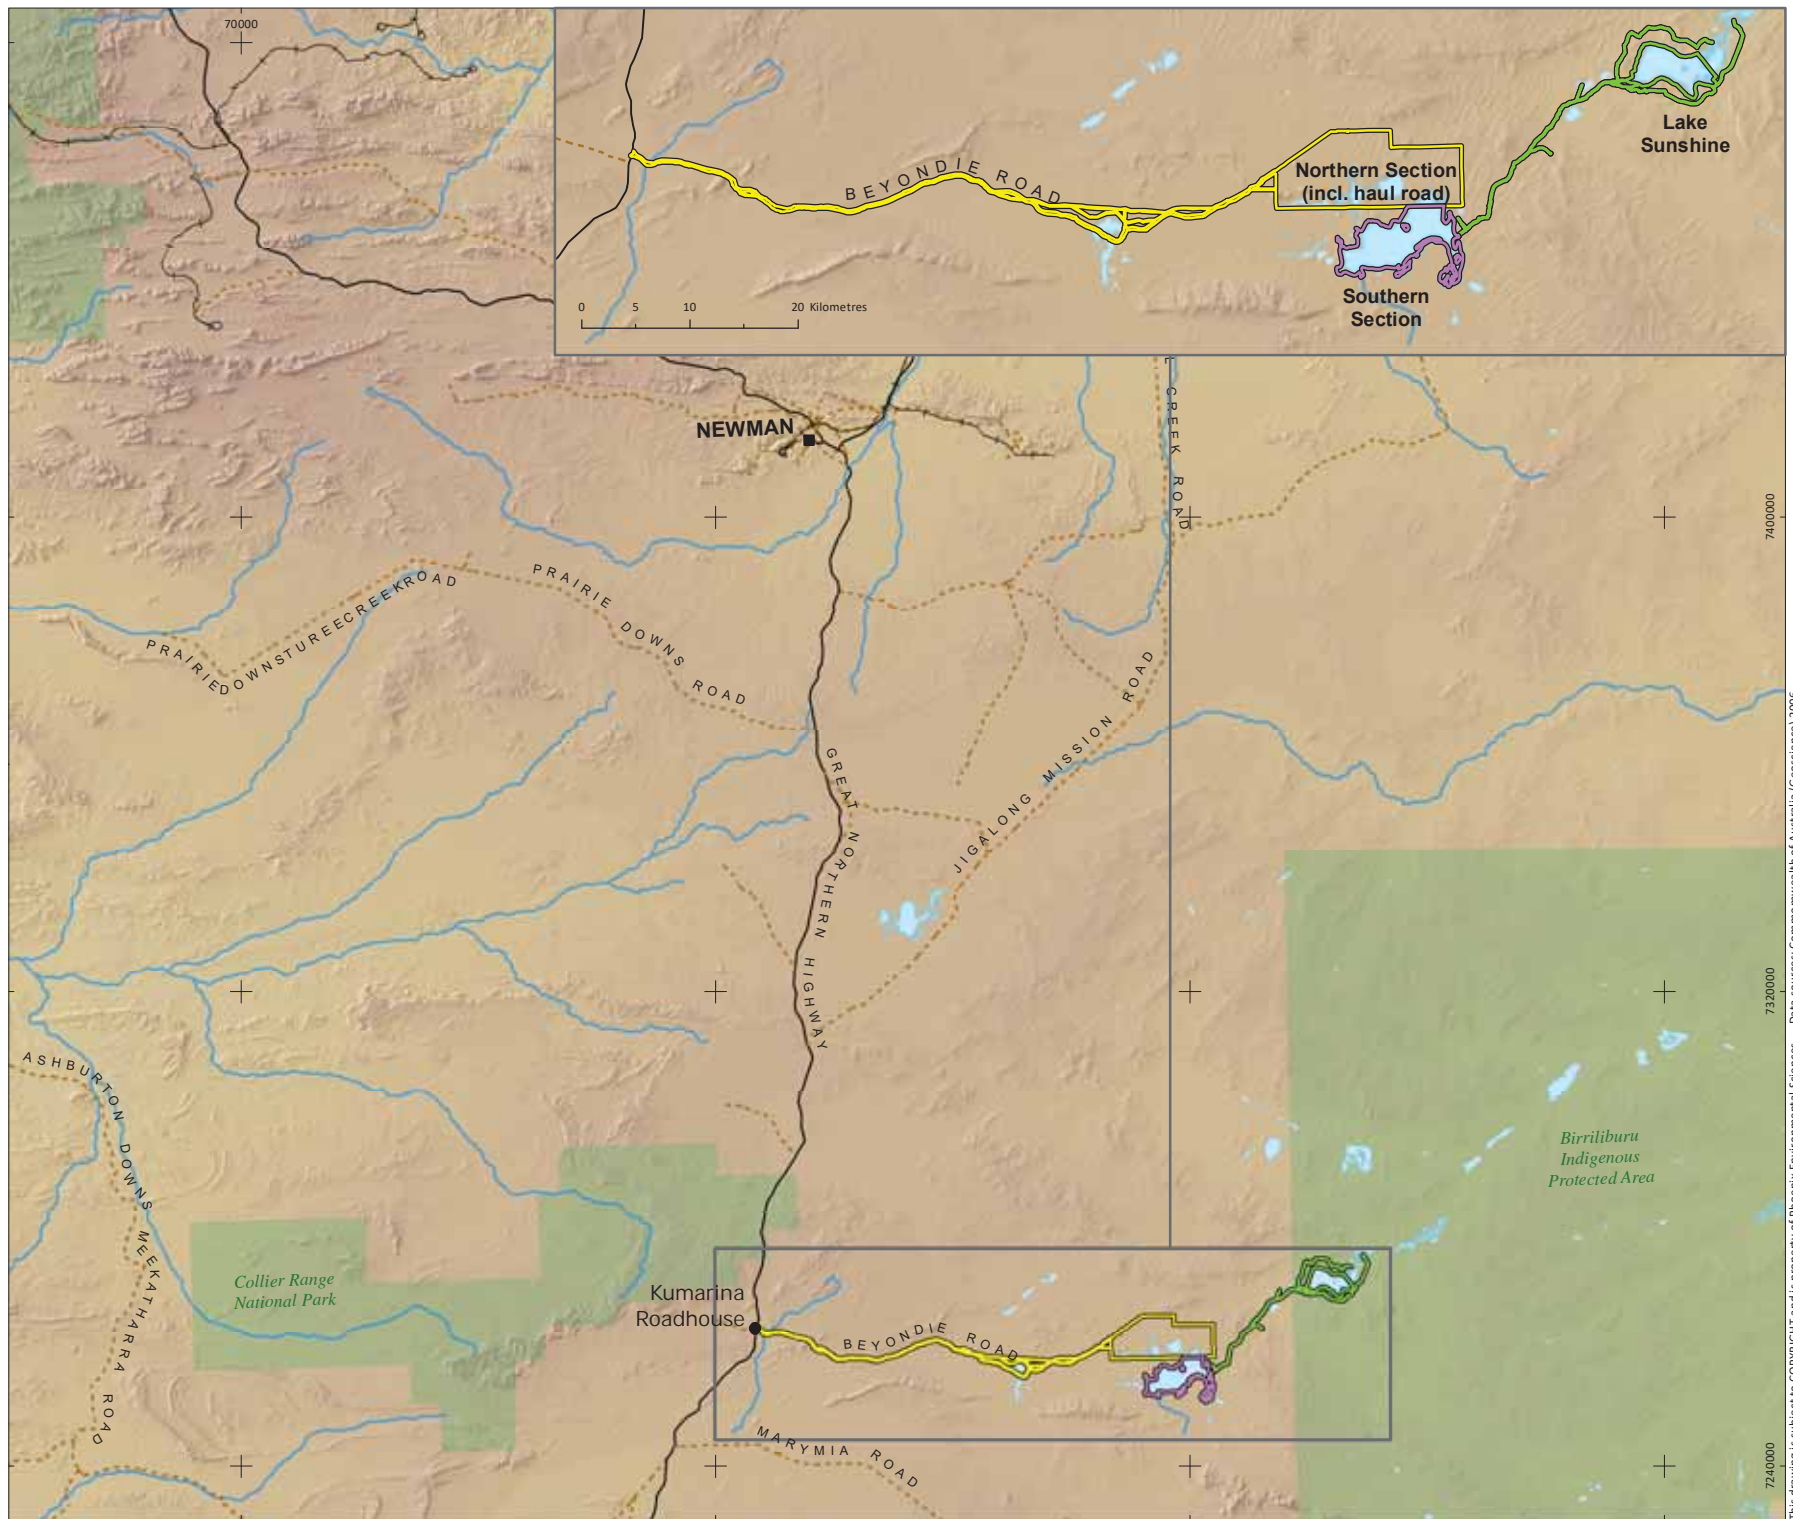 70000
BEYONDIE ROAD
Lake
Sunshine
Northern Section
(incl. haul road)
Southern
Section
0 5 10 20 Kilometres
NEWMAN
CREEK ROAD
7400000
PRAIRIEDOWNSTUREECREEKROAD
PRAIRIE DOWNS ROAD
JIGALONG MISSION ROAD
GREAT NORTHERN HIGHWAY
7320000
ASHBURTON DOWNS MEEKATHARRA ROAD
Birriliburu
Indigenous
Protected Area
Collier Range
National Park
Kumarina
Roadhouse
BEYONDIE ROAD
MARYMIA ROAD
7240000